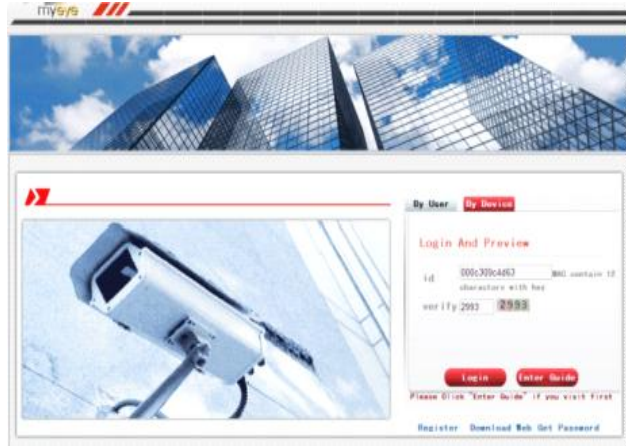 myeye
By User By Device
Login And Preview
id 000c309c4d63 MAC contain 12
characters with hex
verify 2993 2993
Login Enter Guide
Please Click "Enter Guide" if you visit first
Register Download Web Get Password